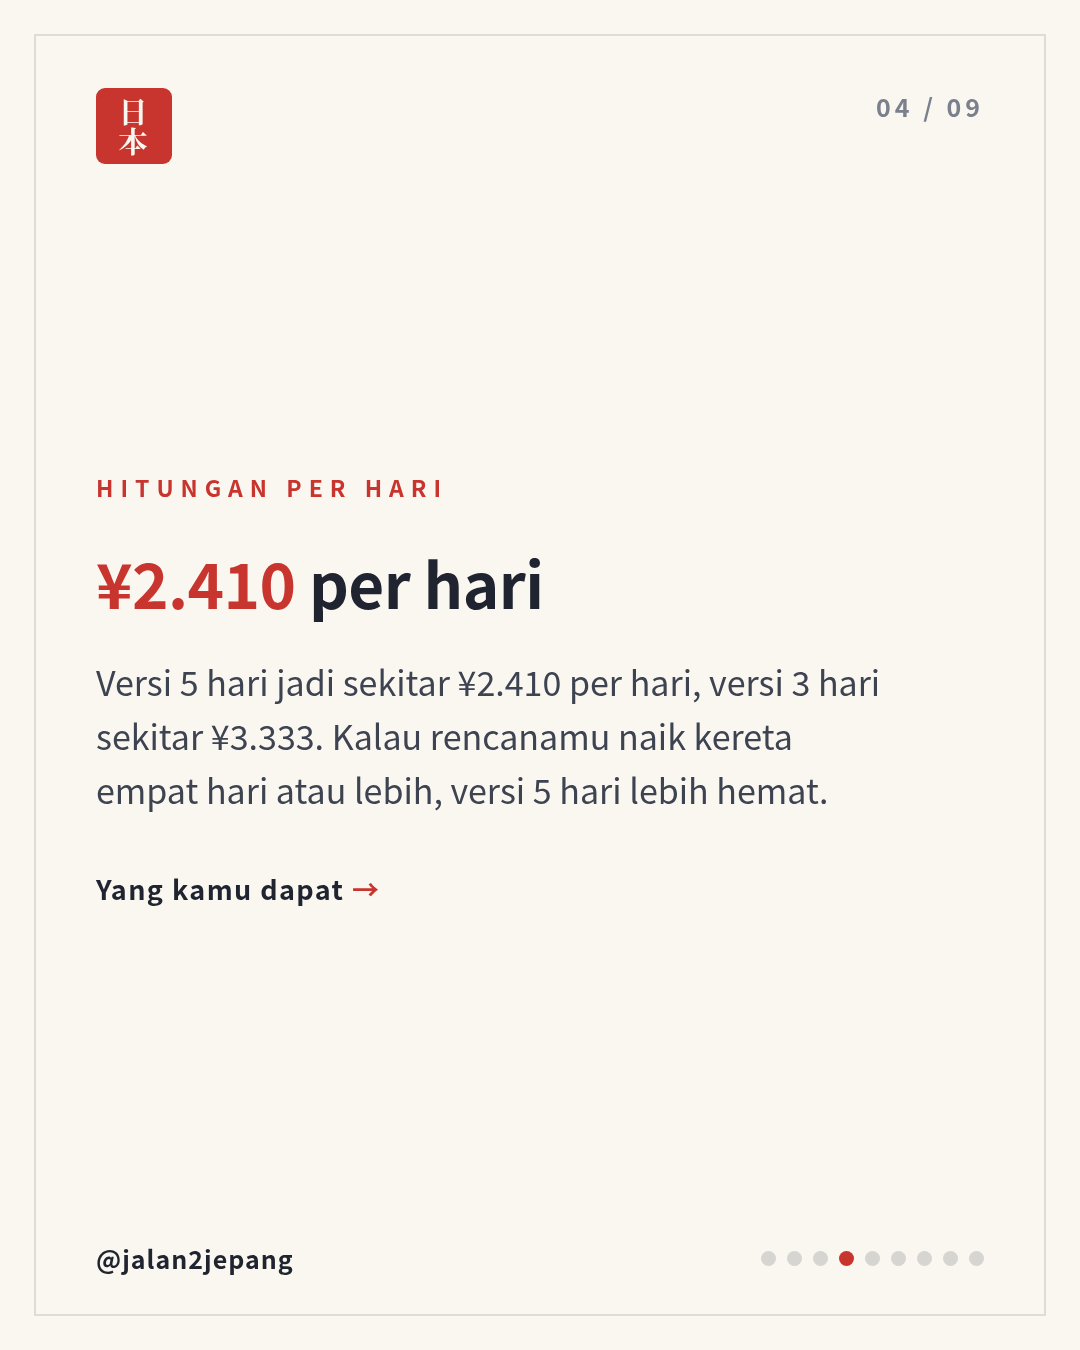 日本
04 / 09
HITUNGAN PER HARI
¥2.410 per hari
Versi 5 hari jadi sekitar ¥2.410 per hari, versi 3 hari
sekitar ¥3.333. Kalau rencanamu naik kereta
empat hari atau lebih, versi 5 hari lebih hemat.
Yang kamu dapat →
@jalan2jepang